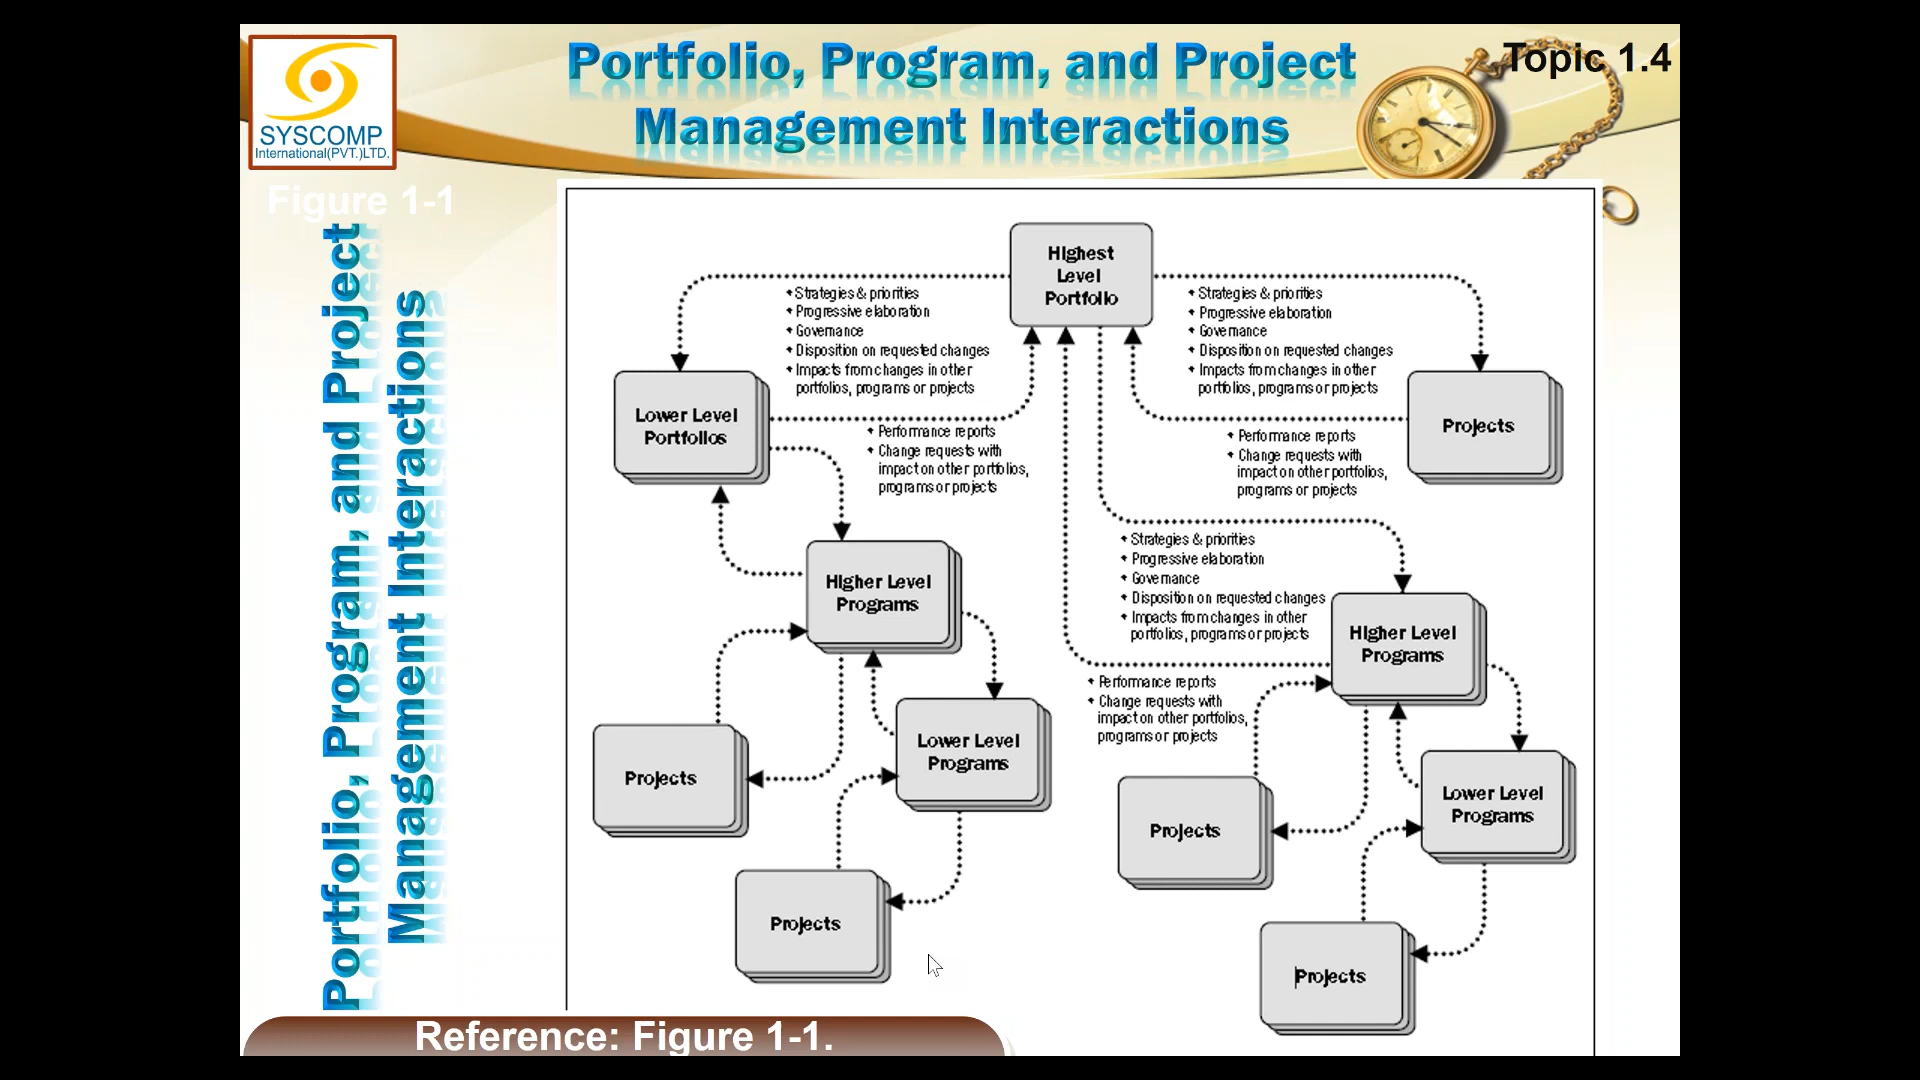 SYSCOMP
International(PVT.)LTD.
Portfolio, Program, and Project
Management Interactions
Topic 1.4
Figure 1-1
Portfolio, Program, and Project
Management Interactions
Highest
Level
Portfolio
• Strategies & priorities
• Progressive elaboration
• Governance
• Disposition on requested changes
• Impacts from changes in other
portfolios, programs or projects
• Strategies & priorities
• Progressive elaboration
• Governance
• Disposition on requested changes
• Impacts from changes in other
portfolios, programs or projects
Lower Level
Portfolios
Projects
• Performance reports
• Change requests with
impact on other portfolios,
programs or projects
• Performance reports
• Change requests with
impact on other portfolios,
programs or projects
Higher Level
Programs
• Strategies & priorities
• Progressive elaboration
• Governance
• Disposition on requested changes
• Impacts from changes in other
portfolios, programs or projects
Higher Level
Programs
• Performance reports
• Change requests with
impact on other portfolios,
programs or projects
Projects
Lower Level
Programs
Projects
Lower Level
Programs
Projects
Projects
Reference: Figure 1-1.